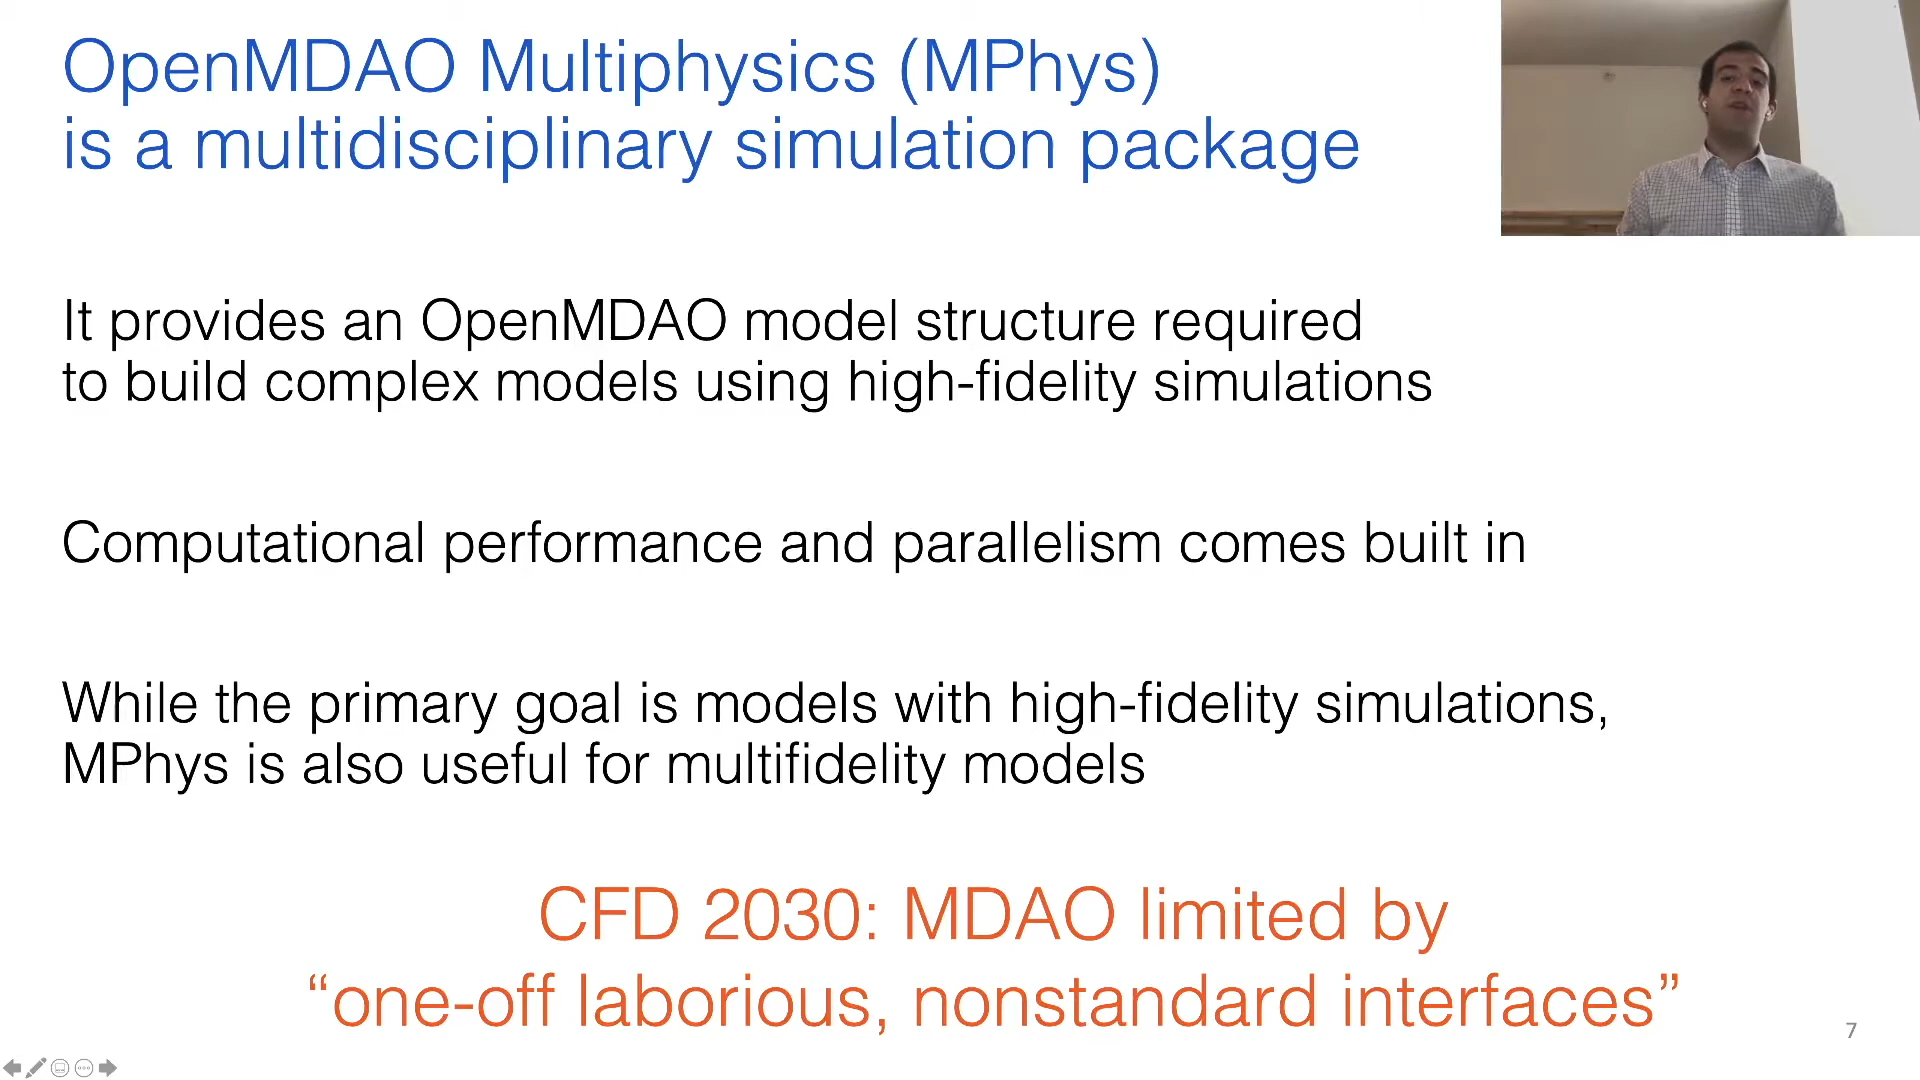 OpenMDAO Multiphysics (MPhys)
is a multidisciplinary simulation package
It provides an OpenMDAO model structure required
to build complex models using high-fidelity simulations
Computational performance and parallelism comes built in
While the primary goal is models with high-fidelity simulations,
MPhys is also useful for multifidelity models
CFD 2030: MDAO limited by
“one-off laborious, nonstandard interfaces”
7